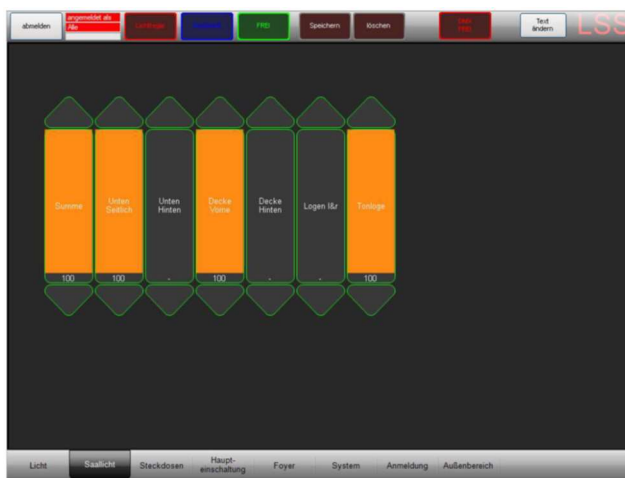 abmelden
angemeldet als
Alle
FREI
Speichern
löschen
Text
ändern
LSS
Summe
Unten
Seitlich
Unten
Hinten
Decke
Vorne
Decke
Hinten
Logen l&r
Tonloge
100
100
-
100
-
-
100
Licht
Saallicht
Steckdosen
Haupt-
einschaltung
Foyer
System
Anmeldung
Außenbereich